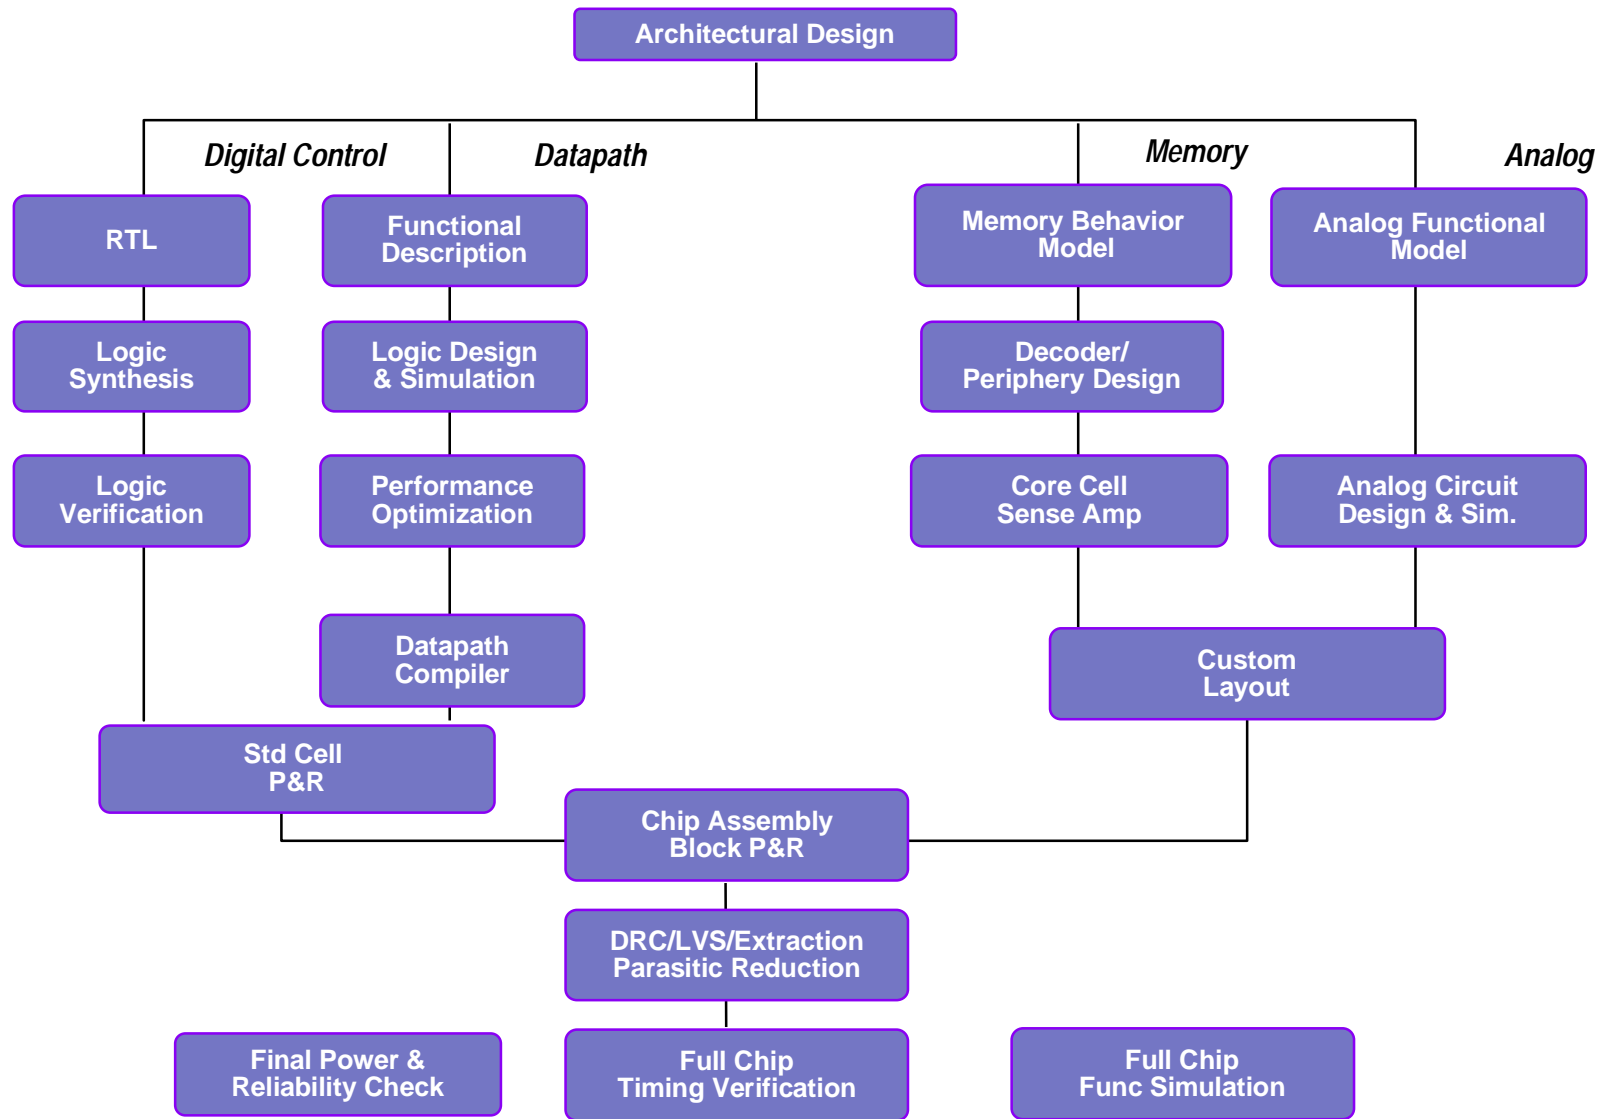 Architectural Design
Digital Control
Datapath
Memory
Analog
RTL
Functional
Description
Memory Behavior
Model
Analog Functional
Model
Logic
Synthesis
Logic Design
& Simulation
Decoder/
Periphery Design
Logic
Verification
Performance
Optimization
Core Cell
Sense Amp
Analog Circuit
Design & Sim.
Datapath
Compiler
Custom
Layout
Std Cell
P&R
Chip Assembly
Block P&R
DRC/LVS/Extraction
Parasitic Reduction
Final Power &
Reliability Check
Full Chip
Timing Verification
Full Chip
Func Simulation